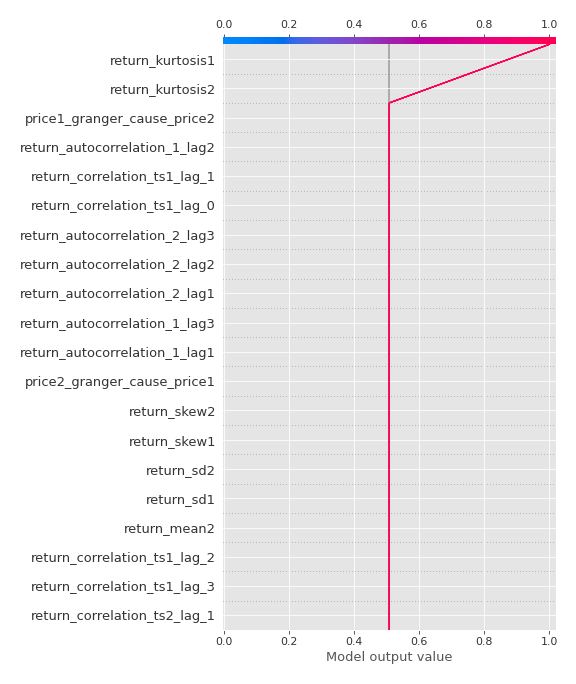 0.0 0.2 0.4 0.6 0.8 1.0
return_kurtosis1
return_kurtosis2
price1_granger_cause_price2
return_autocorrelation_1_lag2
return_correlation_ts1_lag_1
return_correlation_ts1_lag_0
return_autocorrelation_2_lag3
return_autocorrelation_2_lag2
return_autocorrelation_2_lag1
return_autocorrelation_1_lag3
return_autocorrelation_1_lag1
price2_granger_cause_price1
return_skew2
return_skew1
return_sd2
return_sd1
return_mean2
return_correlation_ts1_lag_2
return_correlation_ts1_lag_3
return_correlation_ts2_lag_1
0.0 0.2 0.4 0.6 0.8 1.0
Model output value